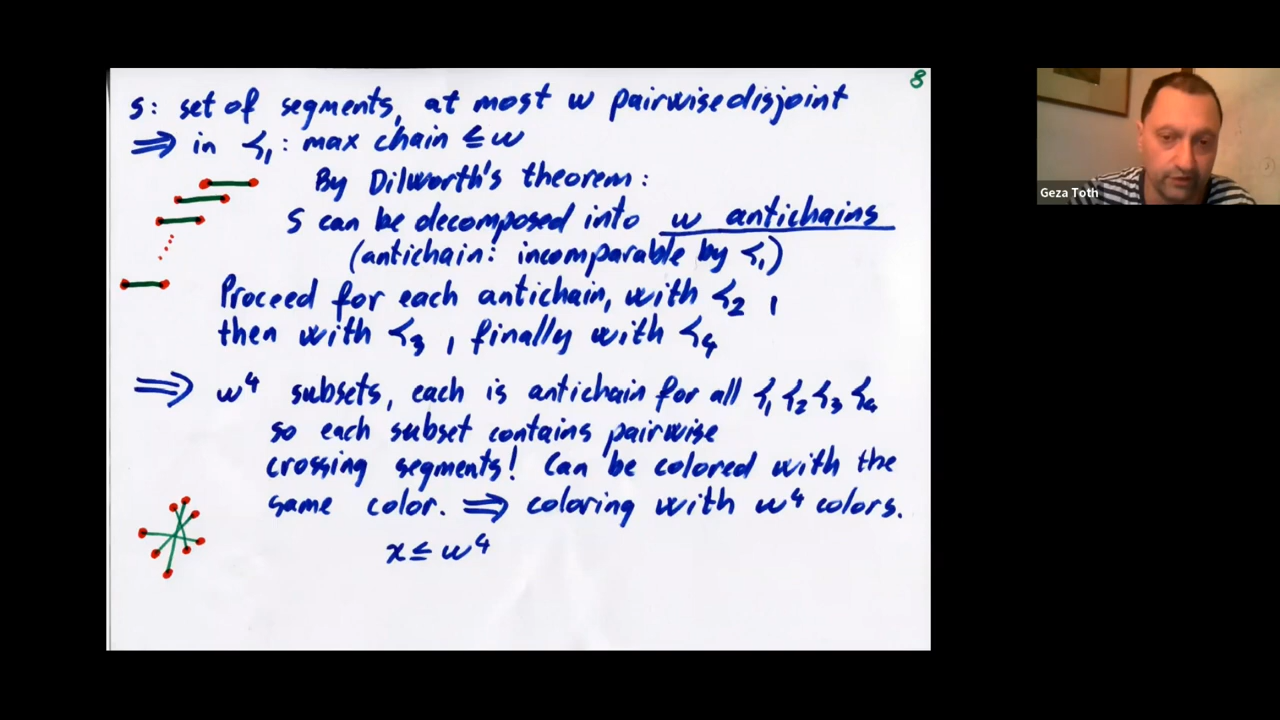 8
S: set of segments, at most w pairwise disjoint
⟹ in ≺₁: max chain ≤ w
By Dilworth's theorem:
S can be decomposed into w antichains
(antichain: incomparable by ≺₁)
Proceed for each antichain, with ≺₂,
then with ≺₃, finally with ≺₄
⟹ w⁴ subsets, each is antichain for all ≺₁ ≺₂ ≺₃ ≺₄
so each subset contains pairwise
crossing segments! Can be colored with the
same color. ⟹ coloring with w⁴ colors.
χ ≤ w⁴
Geza Toth